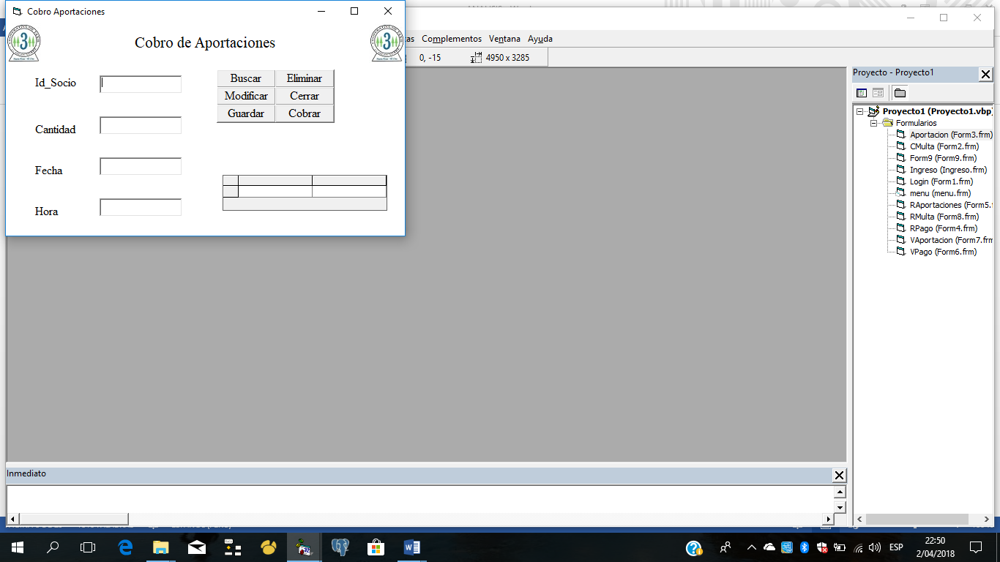 Cobro Aportaciones
Cobro de Aportaciones
3
3
Id_Socio
Cantidad
Fecha
Hora
Buscar Eliminar
Modificar Cerrar
Guardar Cobrar
Complementos Ventana Ayuda
0, -15 4950 x 3285
Proyecto - Proyecto1
Proyecto1 (Proyecto1.vbp)
Formularios
Aportacion (Form3.frm)
CMulta (Form2.frm)
Form9 (Form9.frm)
Ingreso (Ingreso.frm)
Login (Form1.frm)
menu (menu.frm)
RAportaciones (Form5.
RMulta (Form8.frm)
RPago (Form4.frm)
VAportacion (Form7.frm
VPago (Form6.frm)
Inmediato
ESP
22:50
2/04/2018